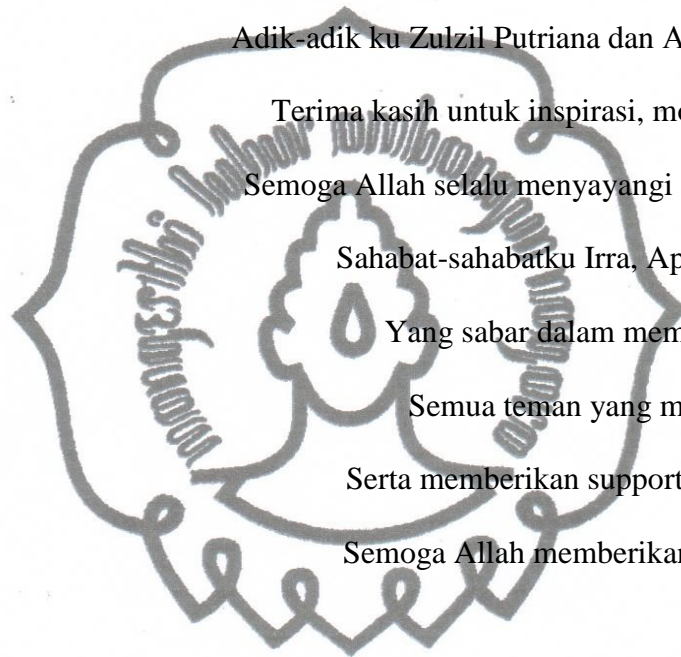 Adik-adik ku Zulzil Putriana dan A
Terima kasih untuk inspirasi, mo
Semoga Allah selalu menyayangi
Sahabat-sahabatku Irra, Ap
Yang sabar dalam mem
Semua teman yang m
Serta memberikan support
Semoga Allah memberikan